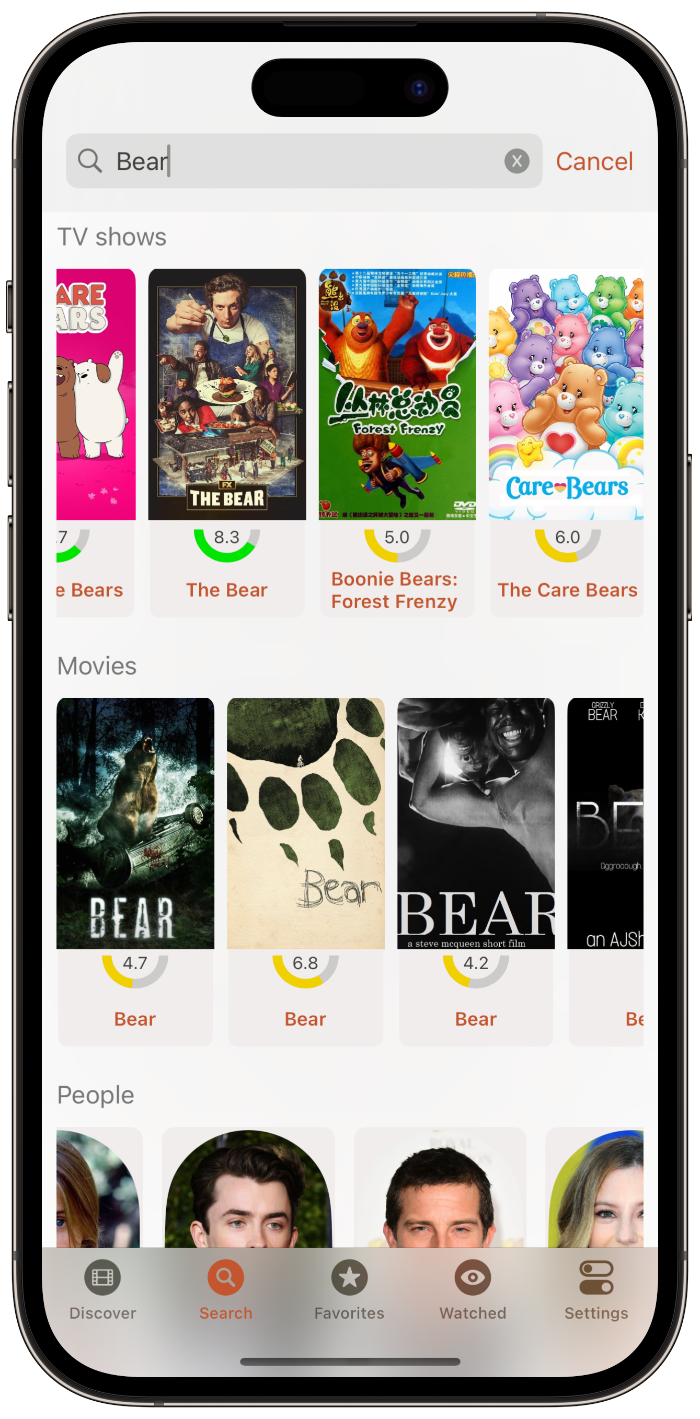 Bear
Cancel
TV shows
ARE
ARS
FX
THE BEAR
丛林总动员
Forest Frenzy
DVD
Care Bears
.7
8.3
5.0
6.0
e Bears
The Bear
Boonie Bears:
Forest Frenzy
The Care Bears
Movies
BEAR
Bear
BEAR
a steve mcqueen short film
GRIZZLY
BEAR
D
K
BE
an AJSh
4.7
6.8
4.2
Bear
Bear
Bear
Be
People
Discover
Search
Favorites
Watched
Settings